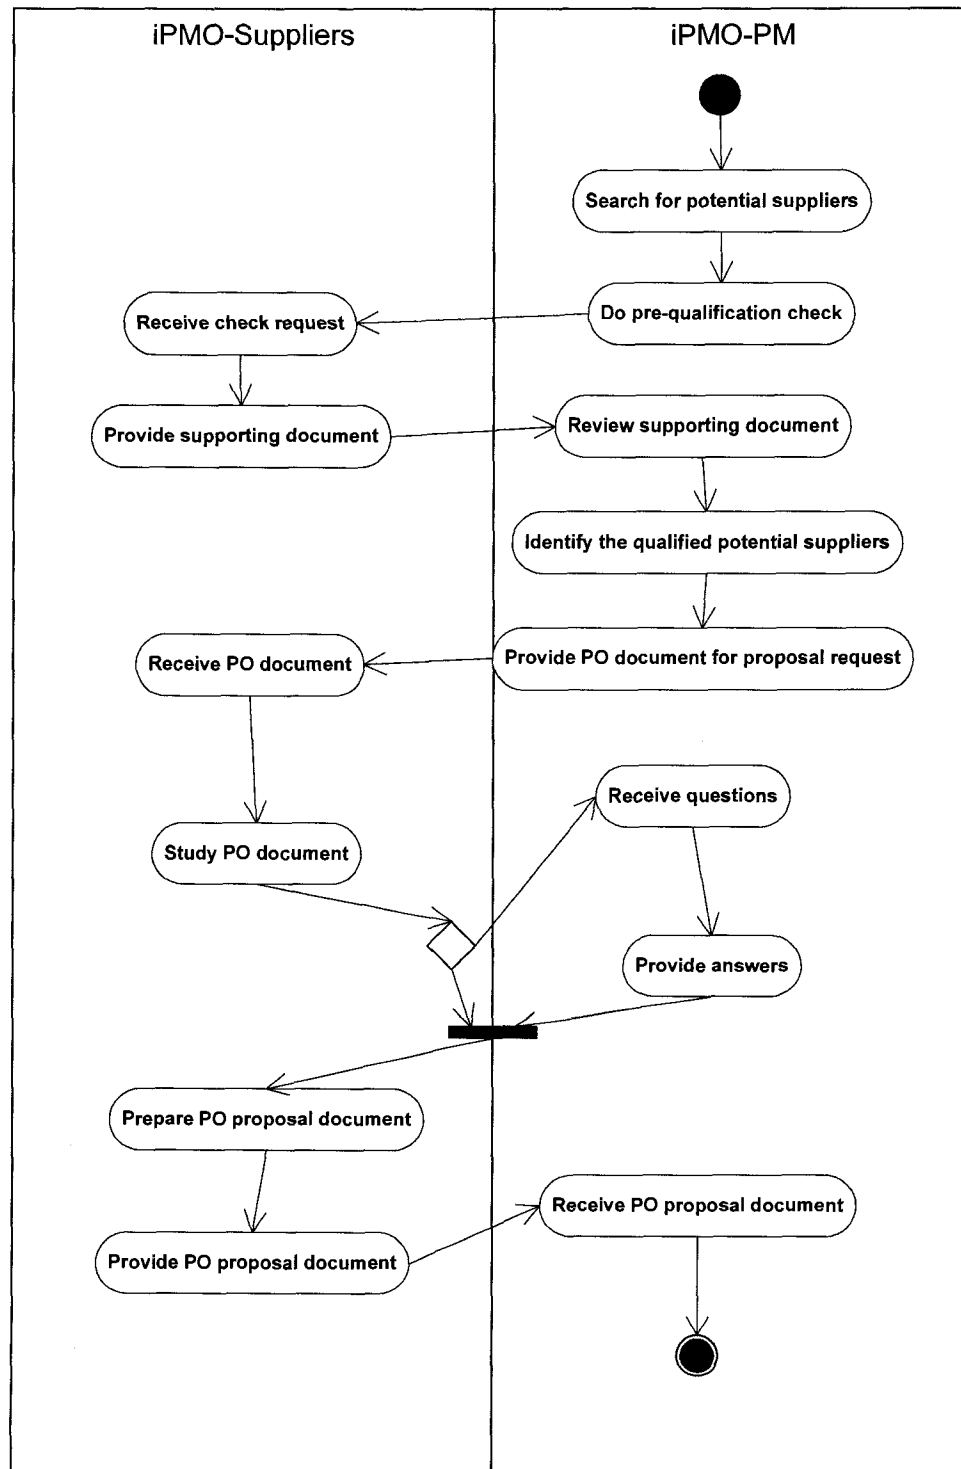 iPMO-Suppliers
iPMO-PM
Search for potential suppliers
Do pre-qualification check
Receive check request
Provide supporting document
Review supporting document
Identify the qualified potential suppliers
Provide PO document for proposal request
Receive PO document
Receive questions
Study PO document
Provide answers
Prepare PO proposal document
Receive PO proposal document
Provide PO proposal document